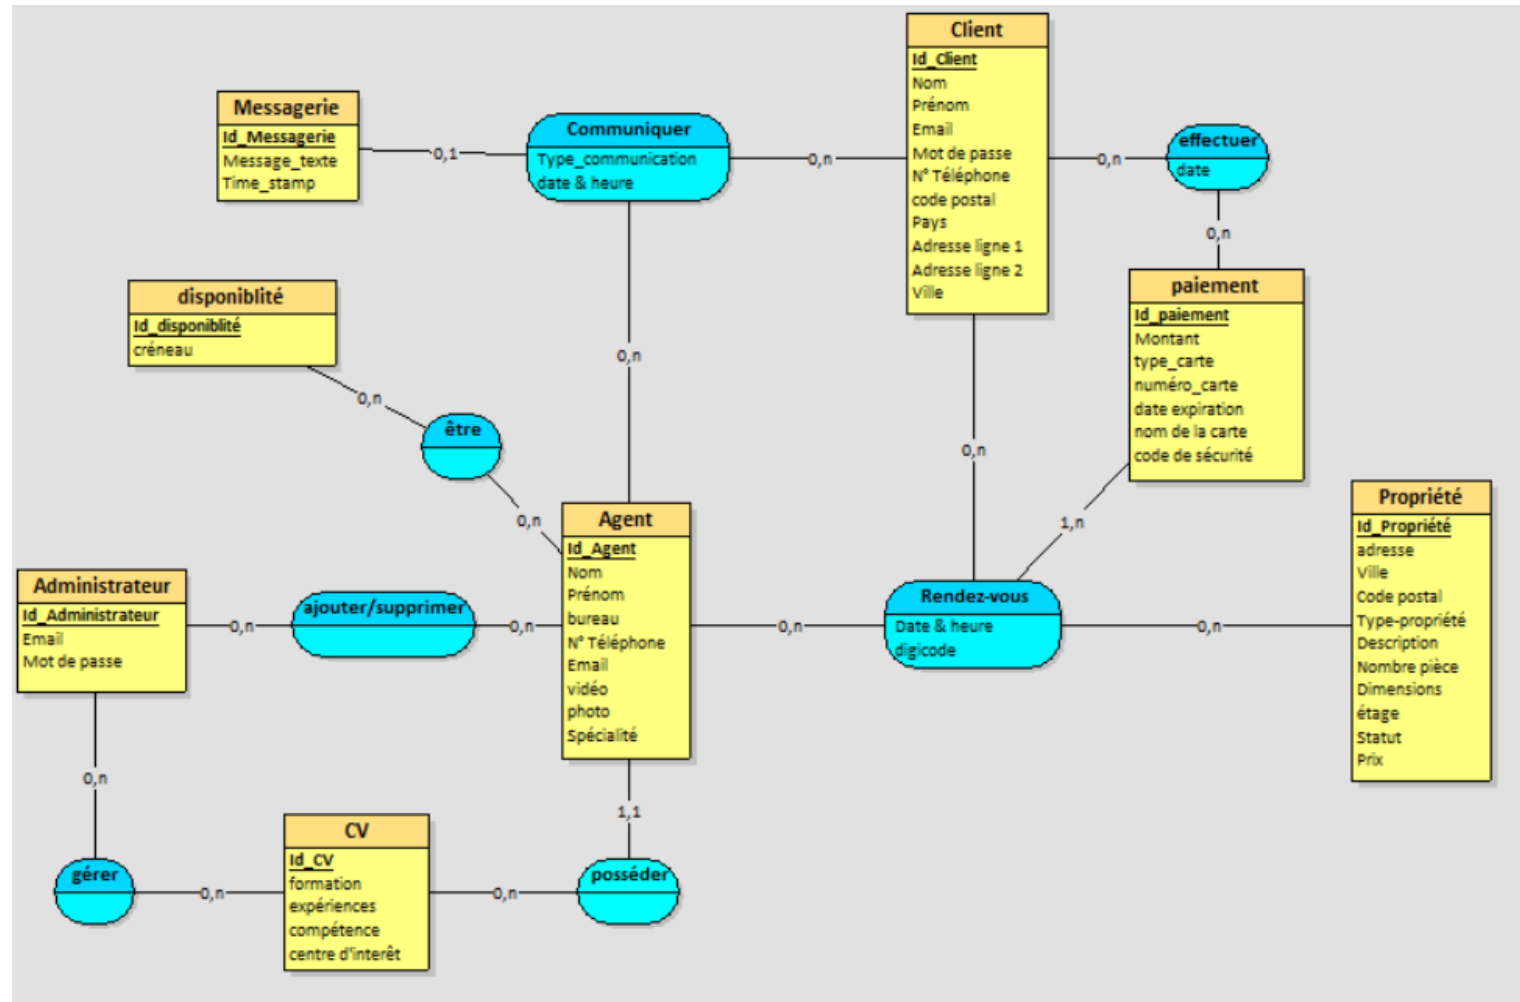 Client
Id_Client
Nom
Prénom
Email
Mot de passe
N° Téléphone
code postal
Pays
Adresse ligne 1
Adresse ligne 2
Ville
Messagerie
Id_Messagerie
Message_texte
Time_stamp
0,1
Communiquer
Type_communication
date & heure
0,n
0,n
effectuer
date
0,n
paiement
Id_paiement
Montant
type_carte
numéro_carte
date expiration
nom de la carte
code de sécurité
disponiblité
Id_disponiblité
créneau
0,n
être
0,n
0,n
0,n
1,n
Agent
Id_Agent
Nom
Prénom
bureau
N° Téléphone
Email
vidéo
photo
Spécialité
Propriété
Id_Propriété
adresse
Ville
Code postal
Type-propriété
Description
Nombre pièce
Dimensions
étage
Statut
Prix
Administrateur
Id_Administrateur
Email
Mot de passe
0,n
ajouter/supprimer
0,n
0,n
Rendez-vous
Date & heure
digicode
0,n
0,n
1,1
gérer
0,n
CV
Id_CV
formation
expériences
compétence
centre d'interêt
0,n
posséder